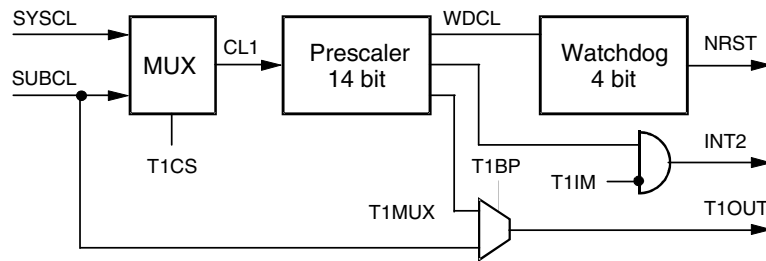 SYSCL
SUBCL
MUX
T1CS
CL1
Prescaler
14 bit
WDCL
Watchdog
4 bit
NRST
INT2
T1BP
T1IM
T1MUX
T1OUT